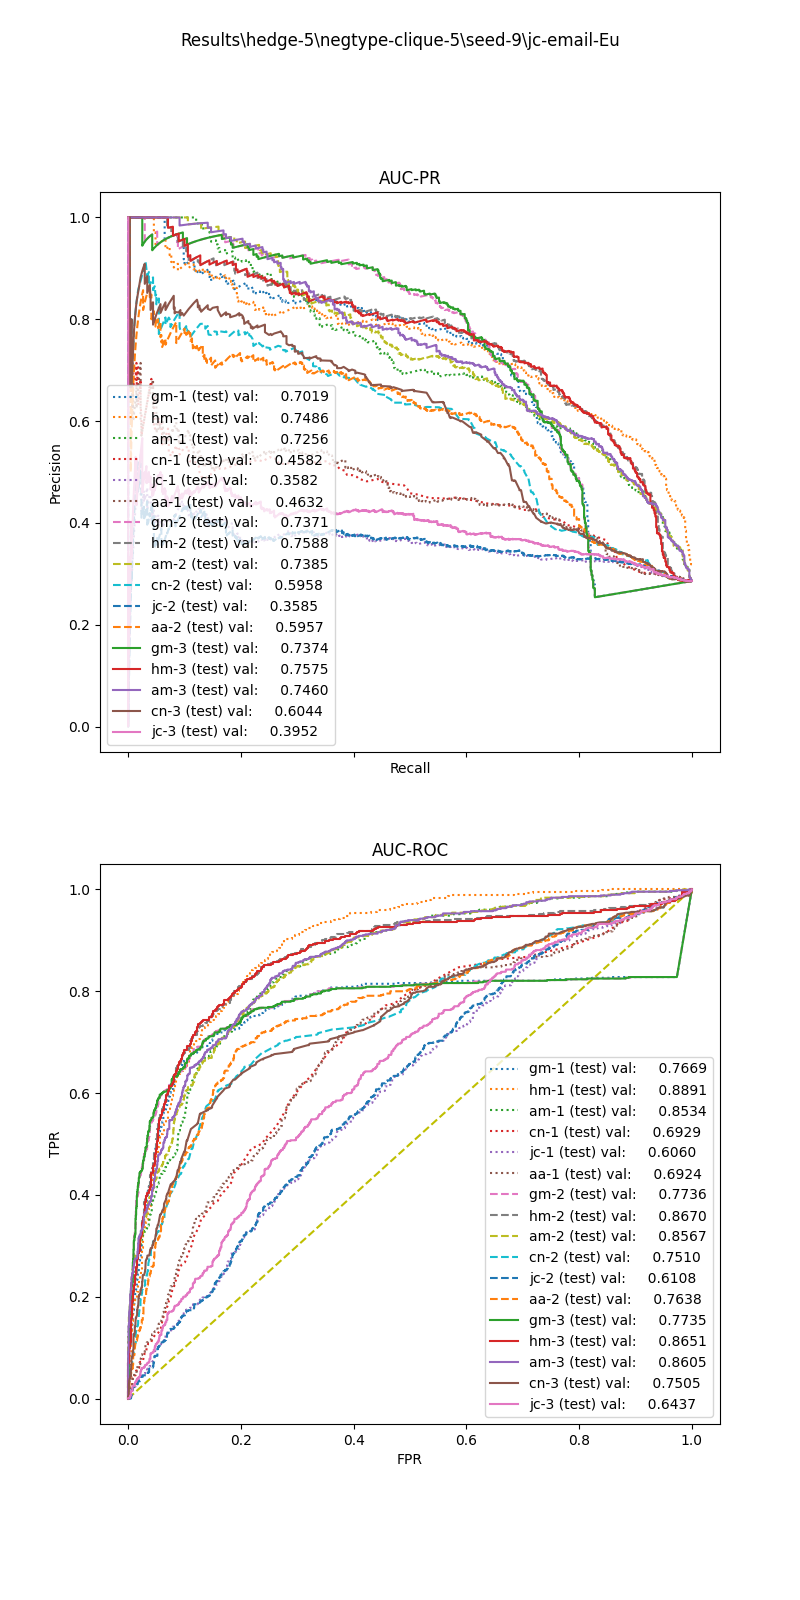 Results\hedge-5\negtype-clique-5\seed-9\jc-email-Eu
AUC-PR
1.0
0.8
0.6
0.4
0.2
0.0
Precision
gm-1 (test) val: 0.7019
hm-1 (test) val: 0.7486
am-1 (test) val: 0.7256
cn-1 (test) val: 0.4582
jc-1 (test) val: 0.3582
aa-1 (test) val: 0.4632
gm-2 (test) val: 0.7371
hm-2 (test) val: 0.7588
am-2 (test) val: 0.7385
cn-2 (test) val: 0.5958
jc-2 (test) val: 0.3585
aa-2 (test) val: 0.5957
gm-3 (test) val: 0.7374
hm-3 (test) val: 0.7575
am-3 (test) val: 0.7460
cn-3 (test) val: 0.6044
jc-3 (test) val: 0.3952
Recall
AUC-ROC
1.0
0.8
0.6
0.4
0.2
0.0
TPR
gm-1 (test) val: 0.7669
hm-1 (test) val: 0.8891
am-1 (test) val: 0.8534
cn-1 (test) val: 0.6929
jc-1 (test) val: 0.6060
aa-1 (test) val: 0.6924
gm-2 (test) val: 0.7736
hm-2 (test) val: 0.8670
am-2 (test) val: 0.8567
cn-2 (test) val: 0.7510
jc-2 (test) val: 0.6108
aa-2 (test) val: 0.7638
gm-3 (test) val: 0.7735
hm-3 (test) val: 0.8651
am-3 (test) val: 0.8605
cn-3 (test) val: 0.7505
jc-3 (test) val: 0.6437
0.0 0.2 0.4 0.6 0.8 1.0
FPR